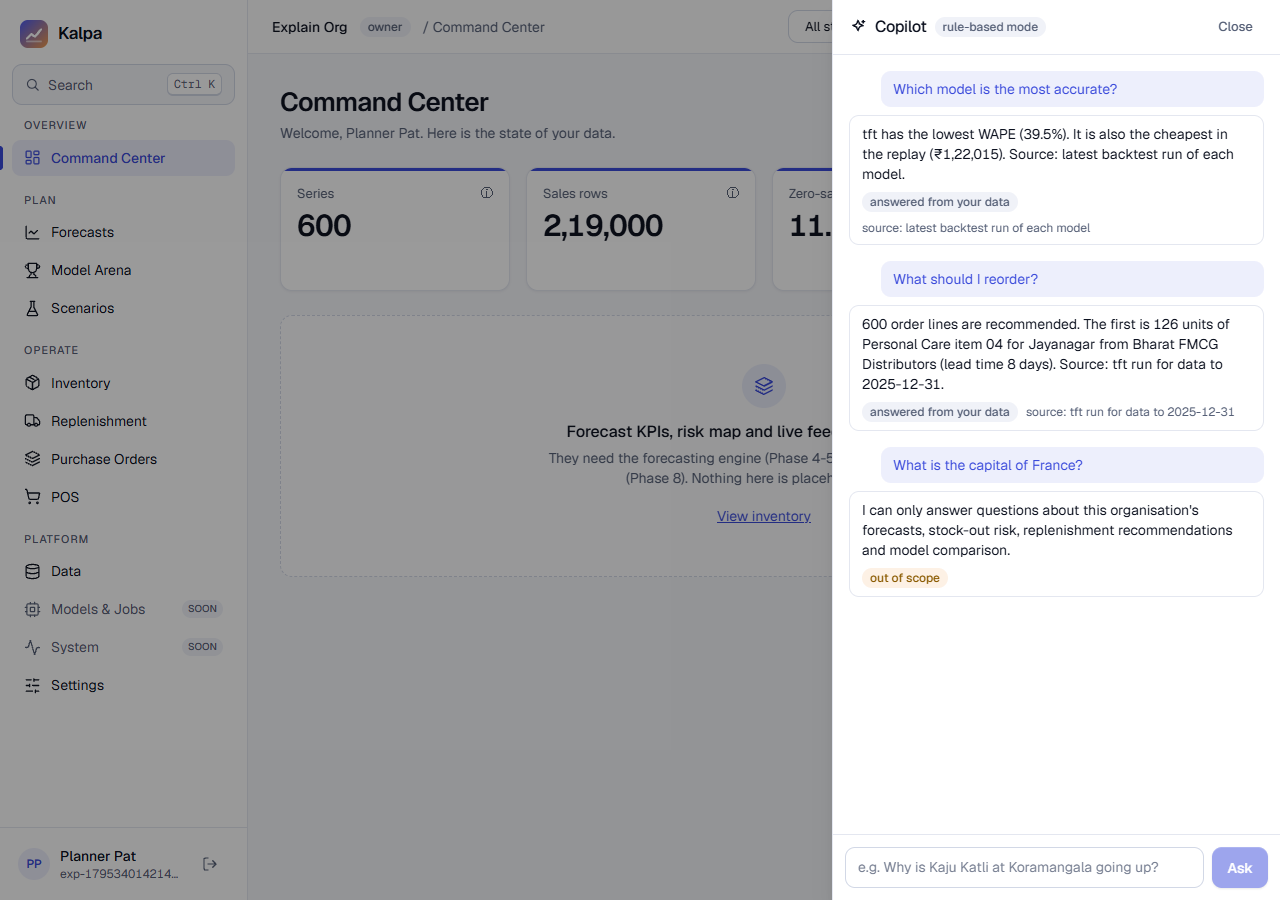 Kalpa
Search
Ctrl K
OVERVIEW
Command Center
PLAN
Forecasts
Model Arena
Scenarios
OPERATE
Inventory
Replenishment
Purchase Orders
POS
PLATFORM
Data
Models & Jobs SOON
System SOON
Settings
PP
Planner Pat
exp-179534014214…
Explain Org owner / Command Center
All
Command Center
Welcome, Planner Pat. Here is the state of your data.
Series
600
Sales rows
2,19,000
11.
Forecast KPIs, risk map and live
They need the forecasting engine (Phase
(Phase 8). Nothing here is
View inventory
Copilot rule-based mode Close
Which model is the most accurate?
tft has the lowest WAPE (39.5%). It is also the cheapest in
the replay (₹1,22,015). Source: latest backtest run of each
model.
answered from your data
source: latest backtest run of each model
What should I reorder?
600 order lines are recommended. The first is 126 units of
Personal Care item 04 for Jayanagar from Bharat FMCG
Distributors (lead time 8 days). Source: tft run for data to
2025-12-31.
answered from your data source: tft run for data to 2025-12-31
What is the capital of France?
I can only answer questions about this organisation's
forecasts, stock-out risk, replenishment recommendations
and model comparison.
out of scope
e.g. Why is Kaju Katli at Koramangala going up?
Ask